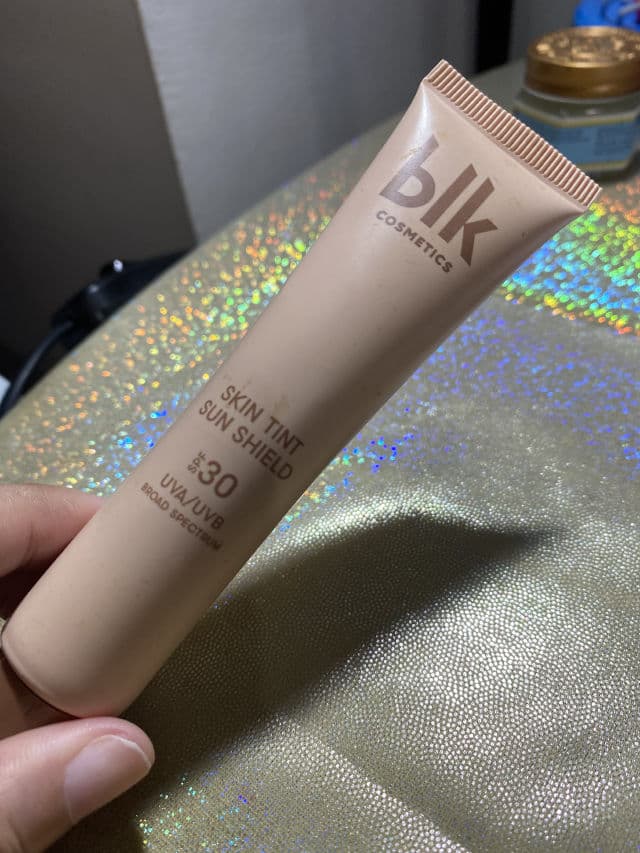 blk
COSMETICS
SKIN TINT
SUN SHIELD
SPF 30
UVA/UVB
BROAD SPECTRUM